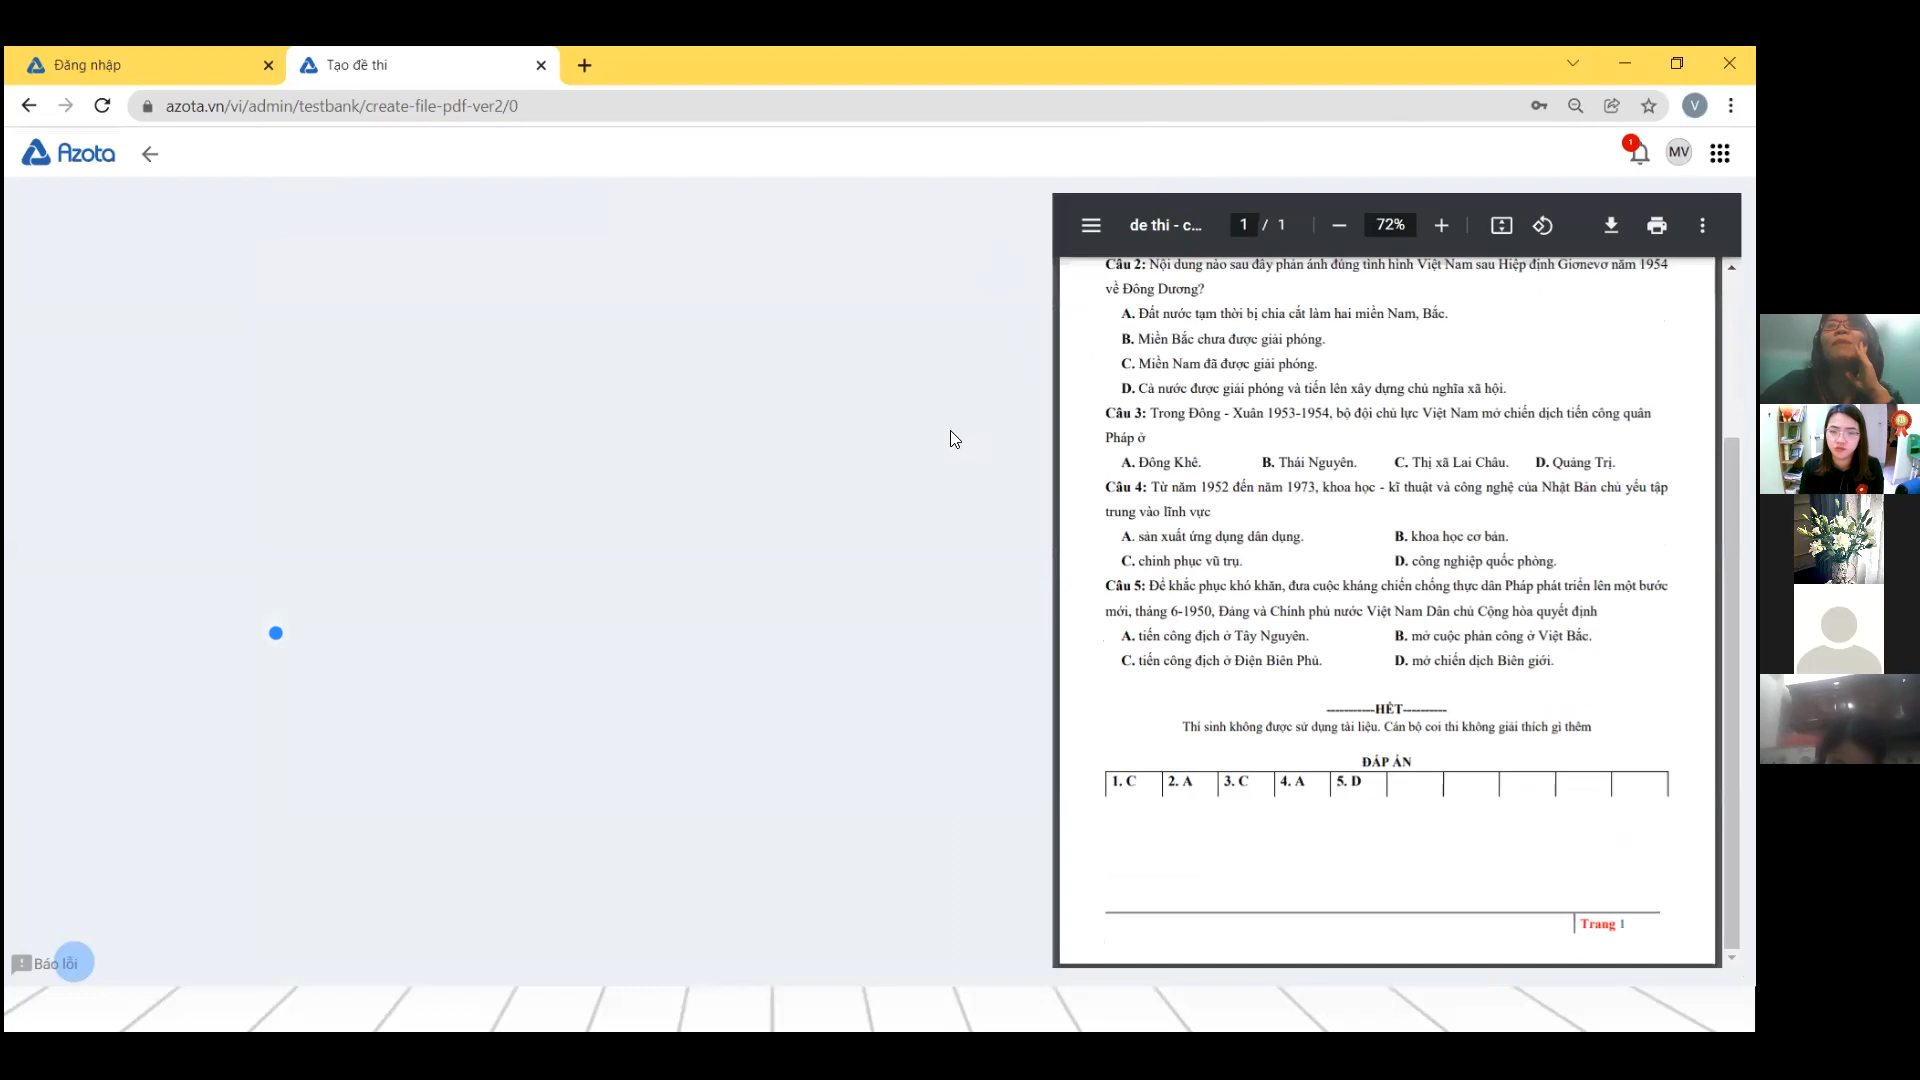 Đăng nhập
Tạo đề thi
azota.vn/vi/admin/testbank/create-file-pdf-ver2/0
V
Azota
1
MV
de thi - c...
1 / 1
72%
Câu 2: Nội dung nào sau đây phản ánh đúng tình hình Việt Nam sau Hiệp định Giơnevơ năm 1954
về Đông Dương?
A. Đất nước tạm thời bị chia cắt làm hai miền Nam, Bắc.
B. Miền Bắc chưa được giải phóng.
C. Miền Nam đã được giải phóng.
D. Cả nước được giải phóng và tiến lên xây dựng chủ nghĩa xã hội.
Câu 3: Trong Đông - Xuân 1953-1954, bộ đội chủ lực Việt Nam mở chiến dịch tiến công quân
Pháp ở
A. Đông Khê. B. Thái Nguyên. C. Thị xã Lai Châu. D. Quảng Trị.
Câu 4: Từ năm 1952 đến năm 1973, khoa học - kĩ thuật và công nghệ của Nhật Bản chủ yếu tập
trung vào lĩnh vực
A. sản xuất ứng dụng dân dụng. B. khoa học cơ bản.
C. chinh phục vũ trụ. D. công nghiệp quốc phòng.
Câu 5: Để khắc phục khó khăn, đưa cuộc kháng chiến chống thực dân Pháp phát triển lên một bước
mới, tháng 6-1950, Đảng và Chính phủ nước Việt Nam Dân chủ Cộng hòa quyết định
A. tiến công địch ở Tây Nguyên. B. mở cuộc phản công ở Việt Bắc.
C. tiến công địch ở Điện Biên Phủ. D. mở chiến dịch Biên giới.
-----------HẾT----------
Thí sinh không được sử dụng tài liệu. Cán bộ coi thi không giải thích gì thêm
ĐÁP ÁN
1. C 2. A 3. C 4. A 5. D
Trang 1
Báo lỗi